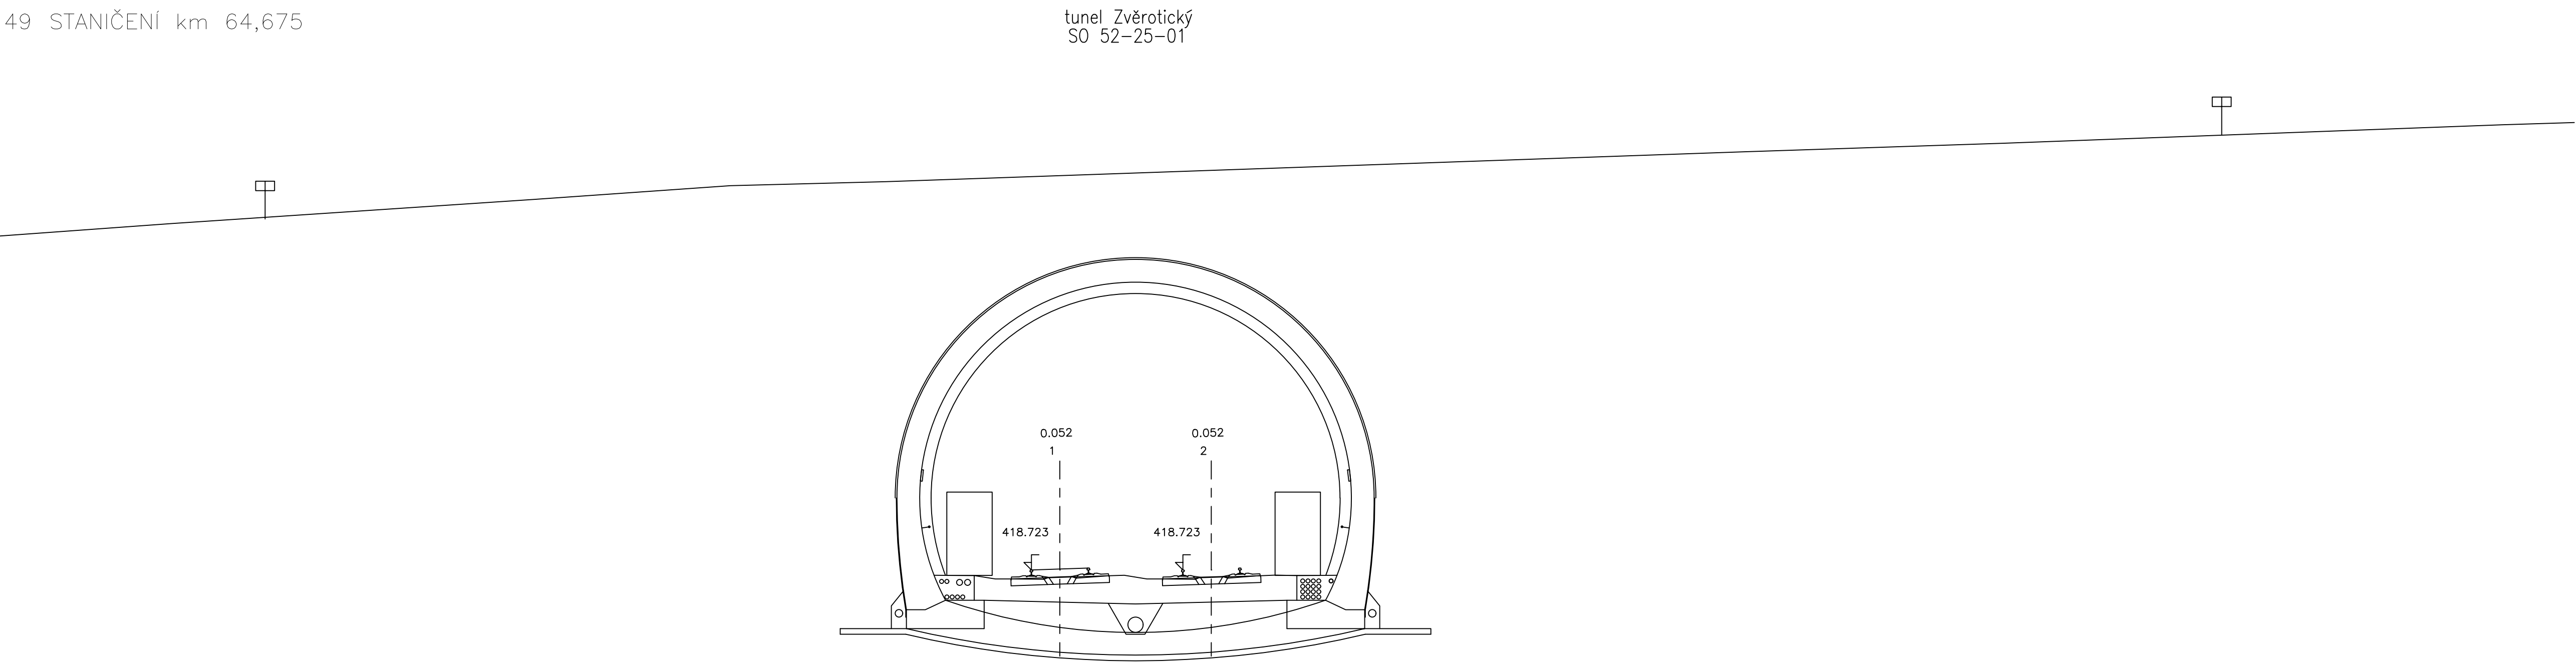 49 STANIČENÍ km 64,675
tunel Zvěrotický
SO 52-25-01
0.052
1
0.052
2
418.723
418.723